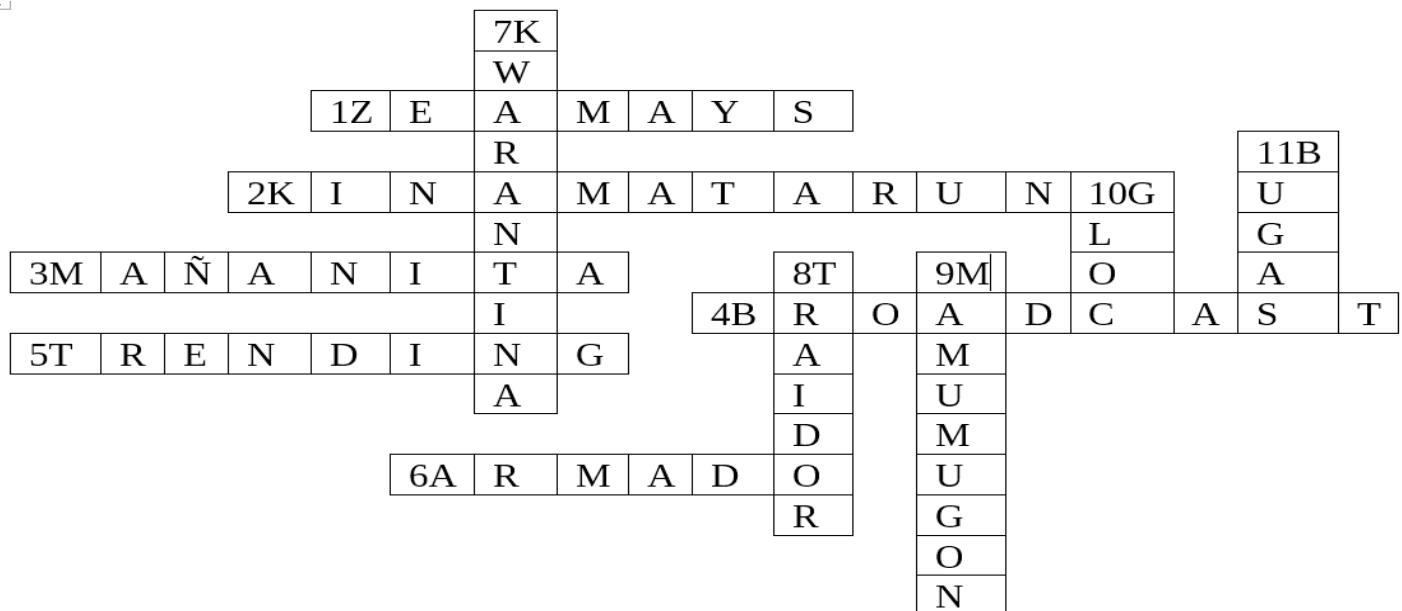 7K
W
1Z E A M A Y S
R 11B
2K I N A M A T A R U N 10G U
N L G
3M A Ñ A N I T A 8T 9M O A
I 4B R O A D C A S T
5T R E N D I N G A M
A I U
D M
6A R M A D O U
R G
O
N